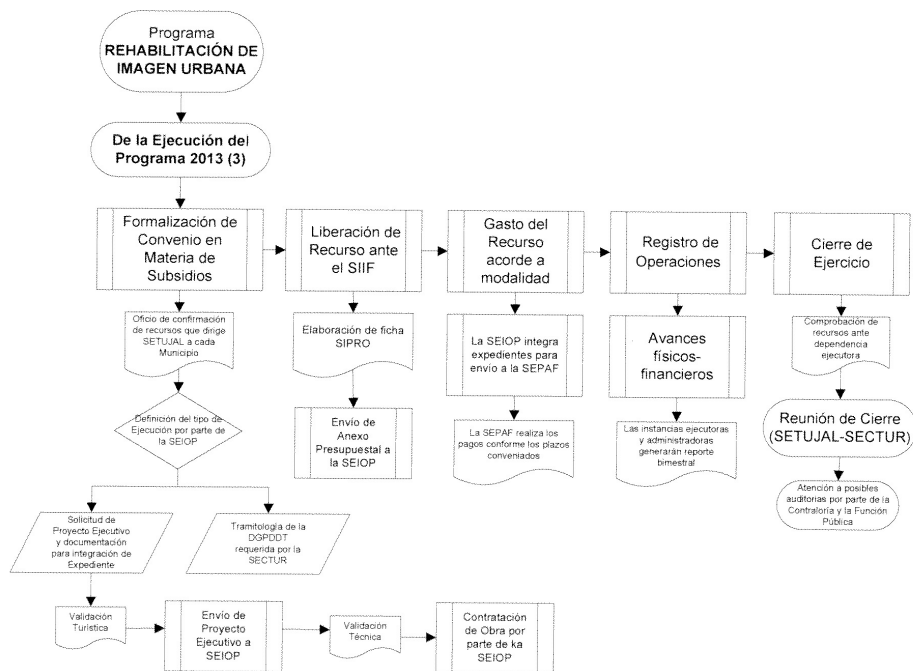 Programa
REHABILITACIÓN DE
IMAGEN URBANA
De la Ejecución del
Programa 2013 (3)
Formalización de
Convenio en
Materia de
Subsidios
Liberación de
Recurso ante
el SIIF
Gasto del
Recurso
acorde a
modalidad
Registro de
Operaciones
Cierre de
Ejercicio
Oficio de confirmación
de recursos que dirige
SETUJAL a cada
Municipio
Elaboración de ficha
SIPRO
La SEIOP integra
expedientes para
envío a la SEPAF
Avances
físicos-
financieros
Comprobación de
recursos ante
dependencia
ejecutora
Definición del tipo de
Ejecución por parte de
la SEIOP
Envío de
Anexo
Presupuestal a
la SEIOP
La SEPAF realiza los
pagos conforme los plazos
conveniados
Las instancias ejecutoras
y administradoras
generarán reporte
bimestral
Reunión de Cierre
(SETUJAL-SECTUR)
Atención a posibles
auditorias por parte de la
Contraloría y la Función
Pública
Solicitud de
Proyecto Ejecutivo
y documentación
para integración de
Expediente
Tramitología de la
DGPDDT
requerida por la
SECTUR
Validación
Turística
Envío de
Proyecto
Ejecutivo a
SEIOP
Validación
Técnica
Contratación
de Obra por
parte de ka
SEIOP